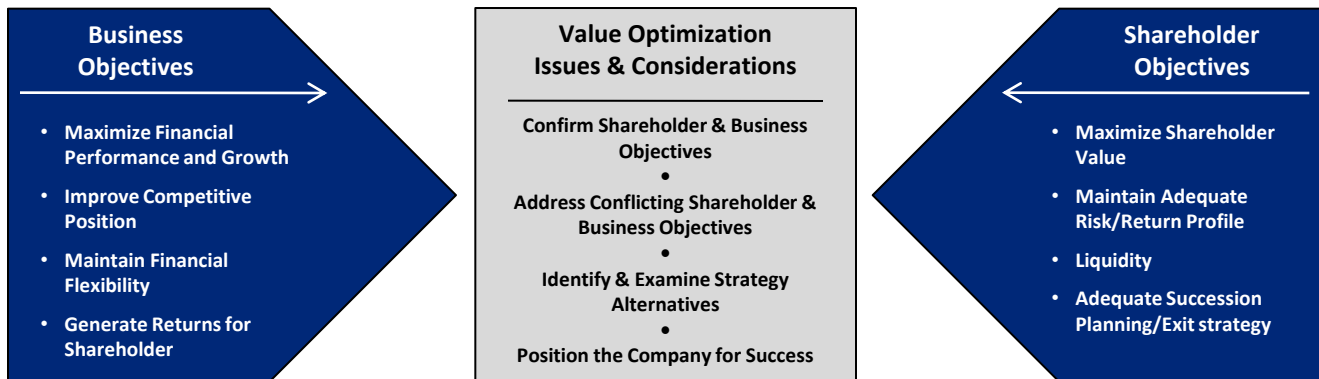 Business
Objectives
• Maximize Financial
Performance and Growth
• Improve Competitive
Position
• Maintain Financial
Flexibility
• Generate Returns for
Shareholder
Value Optimization
Issues & Considerations
Confirm Shareholder & Business
Objectives
•
Address Conflicting Shareholder &
Business Objectives
•
Identify & Examine Strategy
Alternatives
•
Position the Company for Success
Shareholder
Objectives
• Maximize Shareholder
Value
• Maintain Adequate
Risk/Return Profile
• Liquidity
• Adequate Succession
Planning/Exit strategy